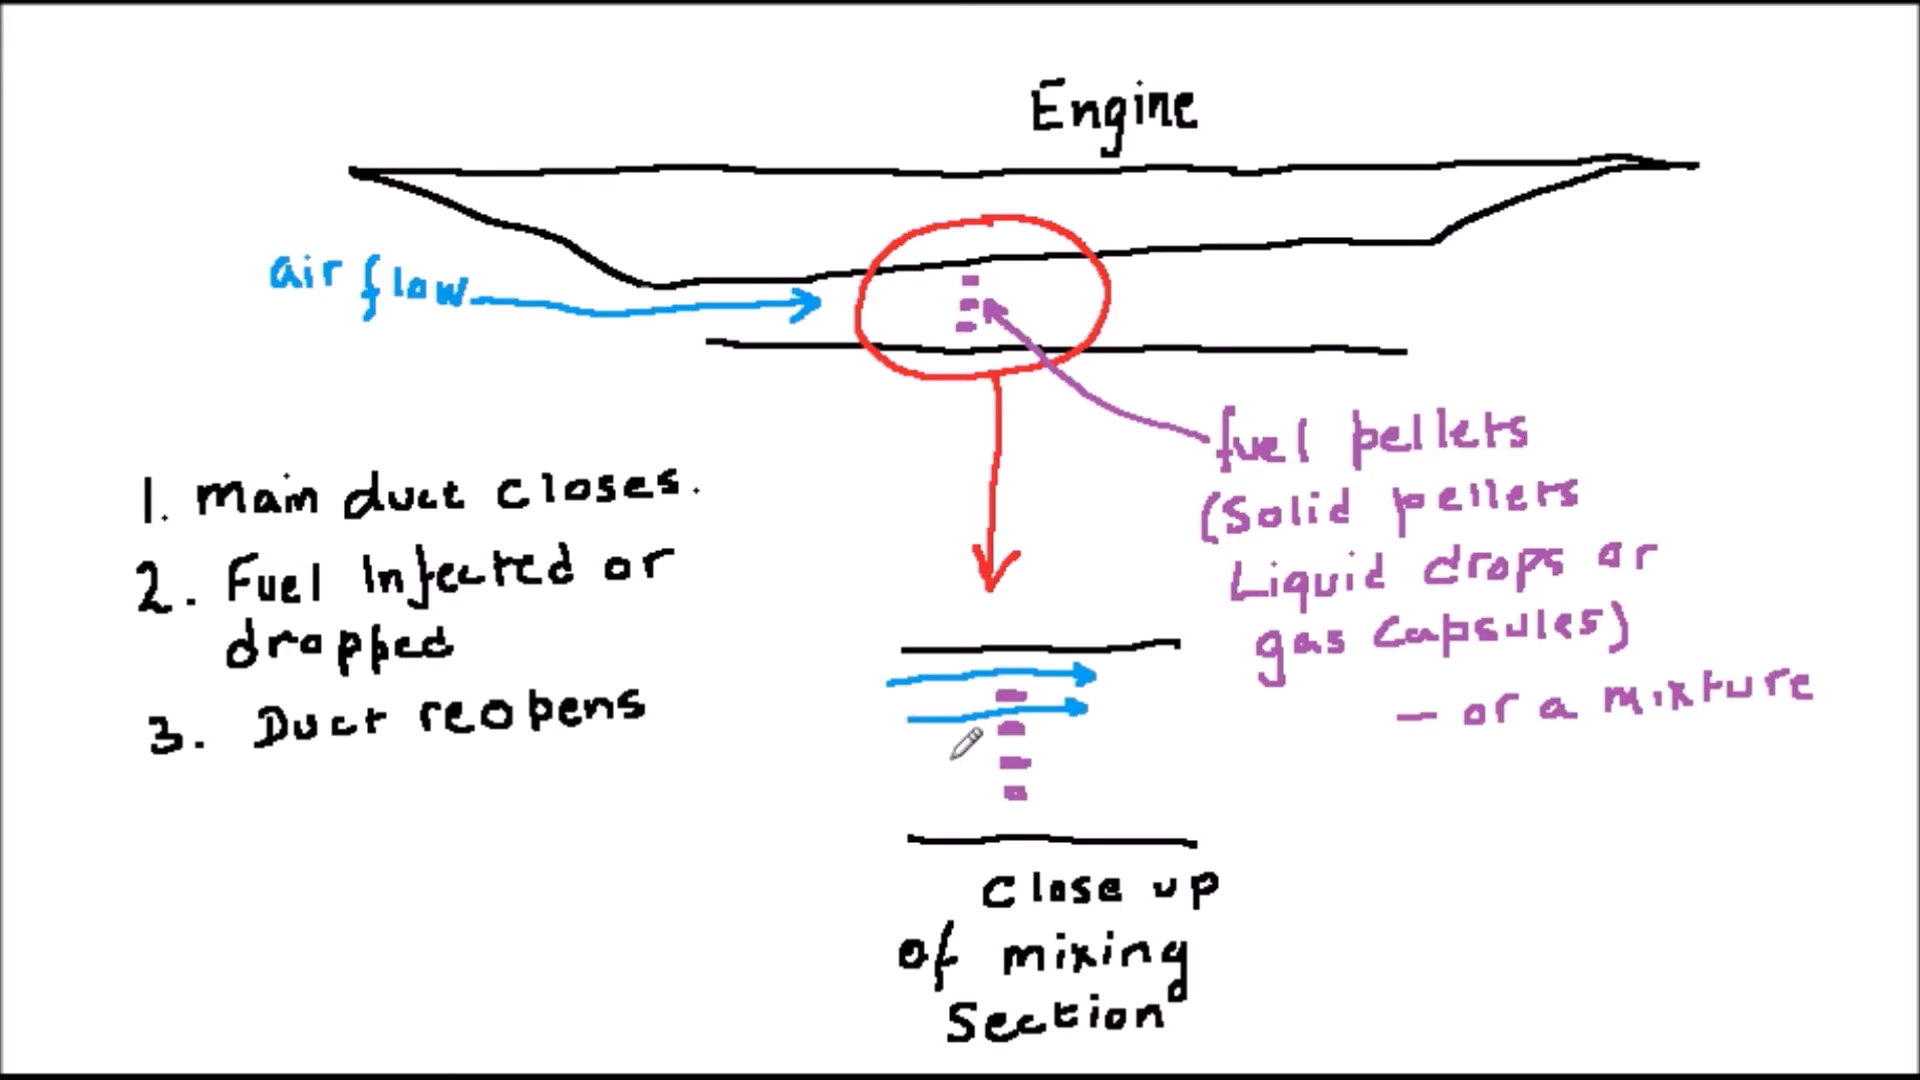 Engine
air flow
fuel pellets
(Solid pellets
Liquid drops or
gas capsules)
- or a mixture
1. Main duct closes.
2. Fuel Injected or
dropped
3. Duct reopens
Close up
of mixing
Section